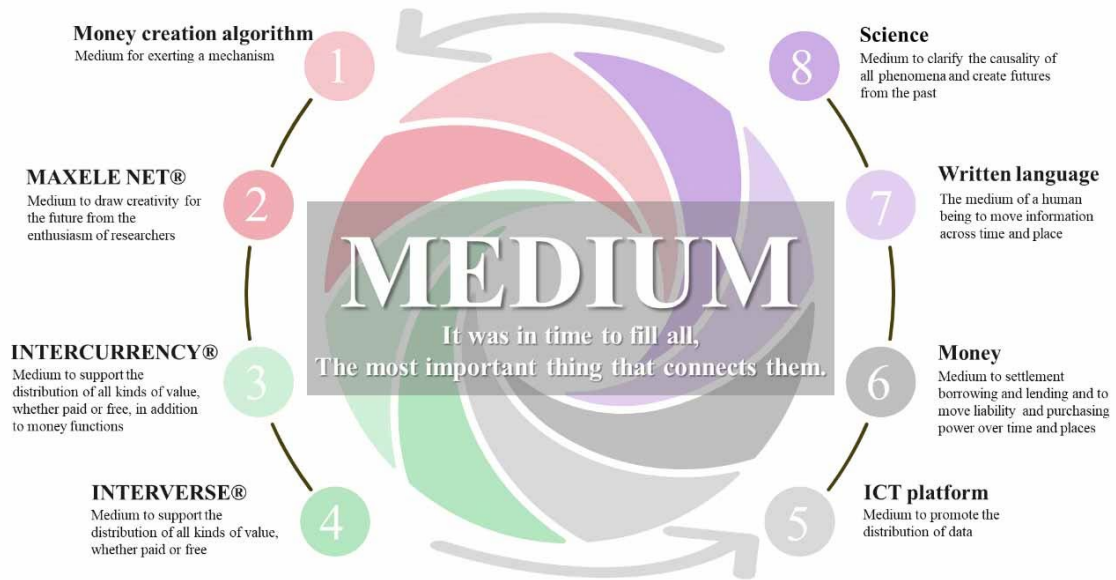 Money creation algorithm
Medium for exerting a mechanism
1
MAXELE NET®
Medium to draw creativity for
the future from the
enthusiasm of researchers
2
INTERCURRENCY®
Medium to support the
distribution of all kinds of value,
whether paid or free, in addition
to money functions
3
INTERVERSE®
Medium to support the
distribution of all kinds of value,
whether paid or free
4
MEDIUM
It was in time to fill all,
The most important thing that connects them.
8
Science
Medium to clarify the causality of
all phenomena and create futures
from the past
7
Written language
The medium of a human
being to move information
across time and place
6
Money
Medium to settlement
borrowing and lending and to
move liability and purchasing
power over time and places
5
ICT platform
Medium to promote the
distribution of data